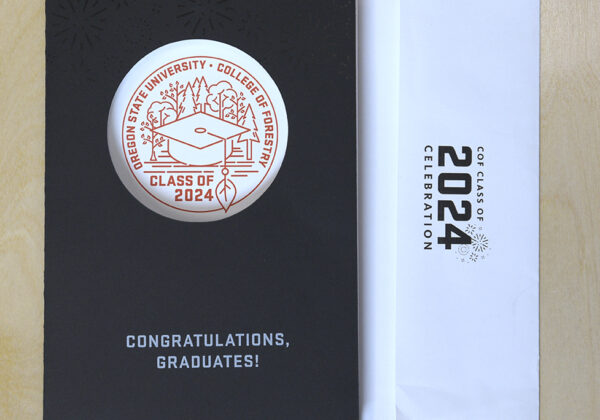 OREGON STATE UNIVERSITY • COLLEGE OF FORESTRY
CLASS OF
2024
CONGRATULATIONS,
GRADUATES!
COF CLASS OF
2024
CELEBRATION